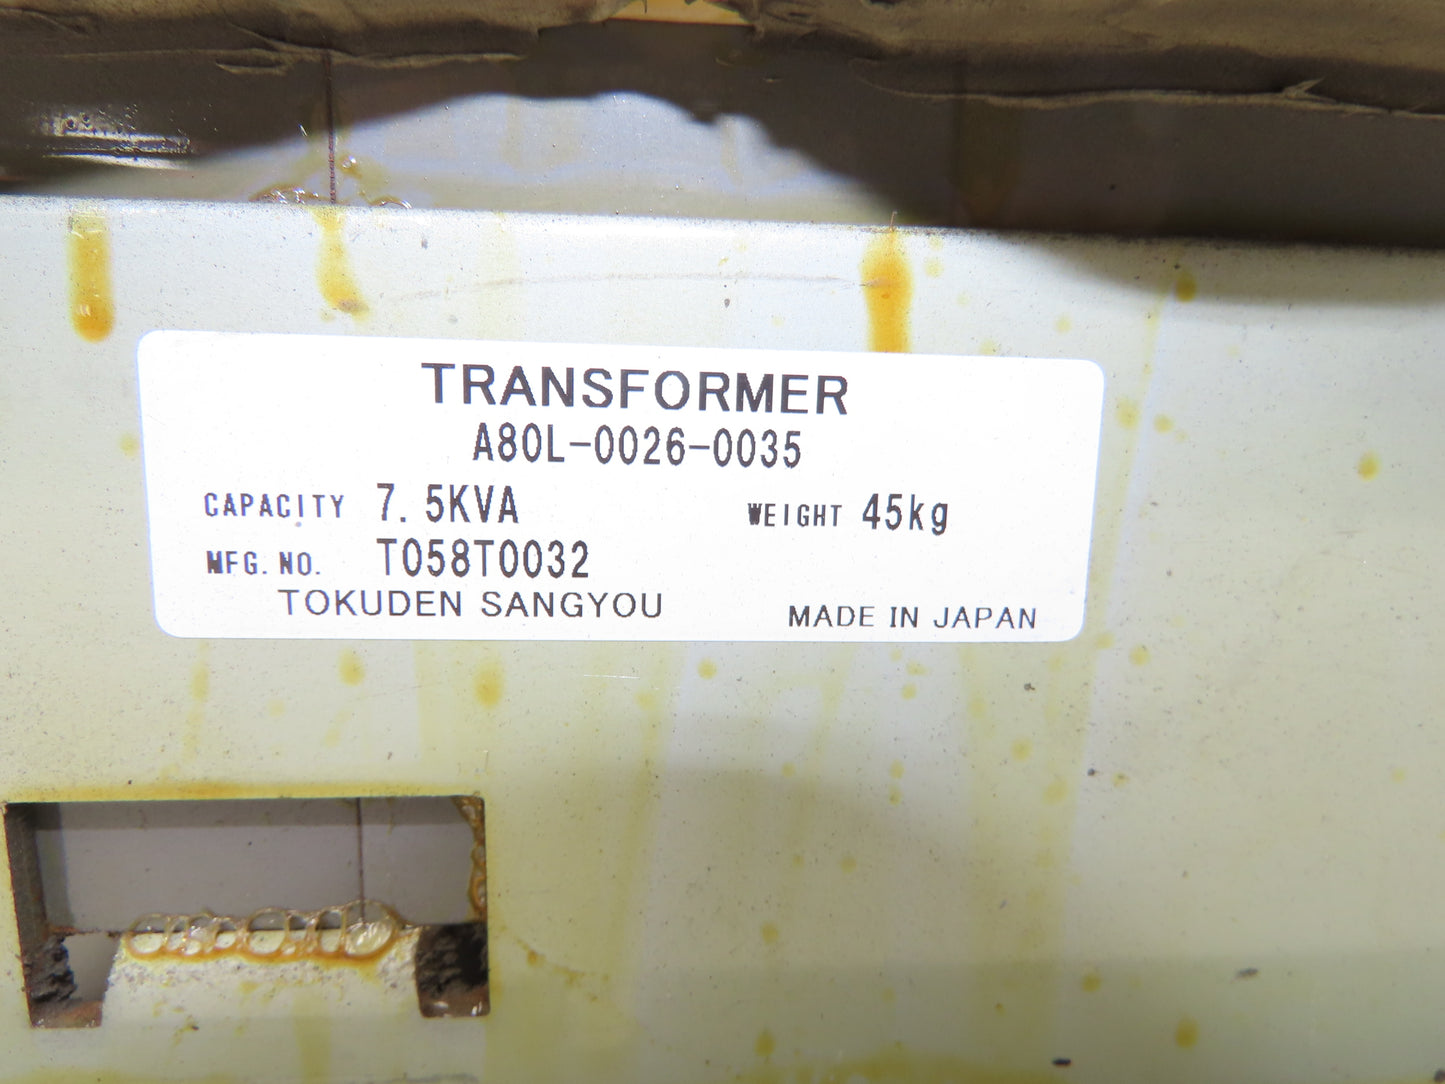 TRANSFORMER
A80L-0026-0035
CAPACITY 7.5KVA WEIGHT 45kg
MFG. NO. T058T0032
TOKUDEN SANGYOU MADE IN JAPAN